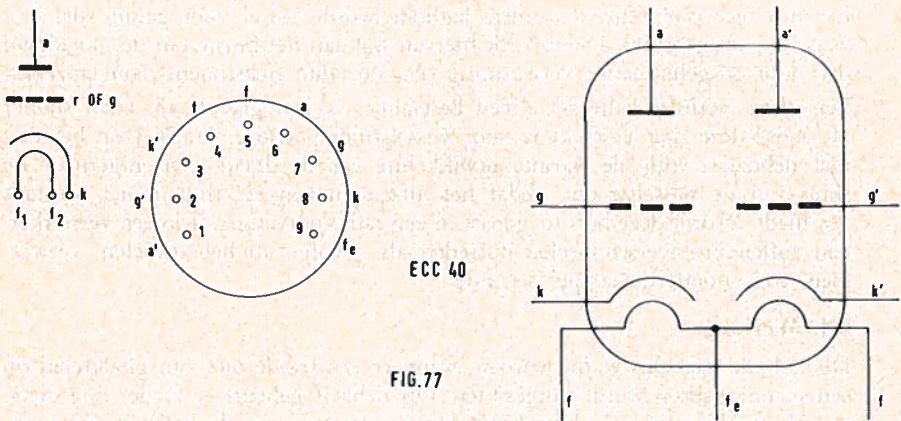 a
r OF g
f₁ f₂ k
f
f a
k' 4 5 6 g
3 7
g' 2 8 k
a' 1 9 fe
ECC 40
FIG.77
a a'
g g'
k k'
f fe f